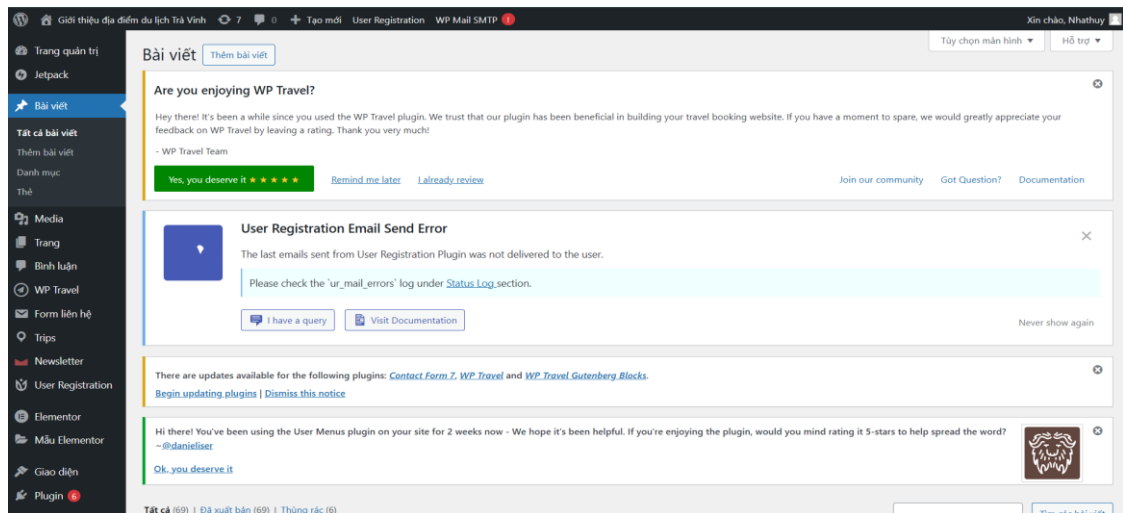 Giới thiệu địa điểm du lịch Trà Vinh 7 0 Tạo mới User Registration WP Mail SMTP 1 Xin chào, Nhathuy
Trang quản trị
Jetpack
Bài viết
Tất cả bài viết
Thêm bài viết
Danh mục
Thẻ
Media
Trang
Bình luận
WP Travel
Form liên hệ
Trips
Newsletter
User Registration
Elementor
Mẫu Elementor
Giao diện
Plugin 6
Tùy chọn màn hình ▼ Hỗ trợ ▼
Bài viết Thêm bài viết
Are you enjoying WP Travel?
Hey there! It's been a while since you used the WP Travel plugin. We trust that our plugin has been beneficial in building your travel booking website. If you have a moment to spare, we would greatly appreciate your
feedback on WP Travel by leaving a rating. Thank you very much!
- WP Travel Team
Yes, you deserve it ★ ★ ★ ★ ★ Remind me later I already review Join our community Got Question? Documentation
User Registration Email Send Error
The last emails sent from User Registration Plugin was not delivered to the user.
Please check the `ur_mail_errors` log under Status Log section.
I have a query Visit Documentation Never show again
There are updates available for the following plugins: Contact Form 7, WP Travel and WP Travel Gutenberg Blocks.
Begin updating plugins | Dismiss this notice
Hi there! You've been using the User Menus plugin on your site for 2 weeks now - We hope it's been helpful. If you're enjoying the plugin, would you mind rating it 5-stars to help spread the word?
~@danieliser
Ok, you deserve it
Tất cả (69) | Đã xuất bản (69) | Thùng rác (6) Tìm các bài viết